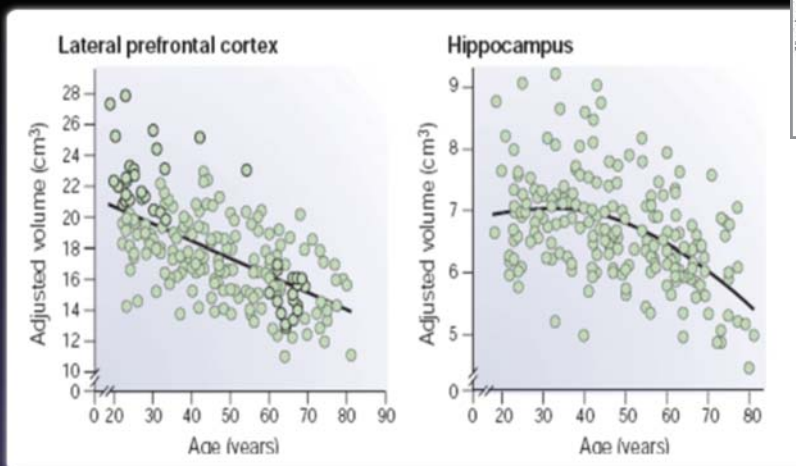 Lateral prefrontal cortex
Adjusted volume (cm³)
28
26
24
22
20
18
16
14
12
10
0
0 20 30 40 50 60 70 80 90
Age (years)
Hippocampus
Adjusted volume (cm³)
9
8
7
6
5
0
0 20 30 40 50 60 70 80
Age (years)